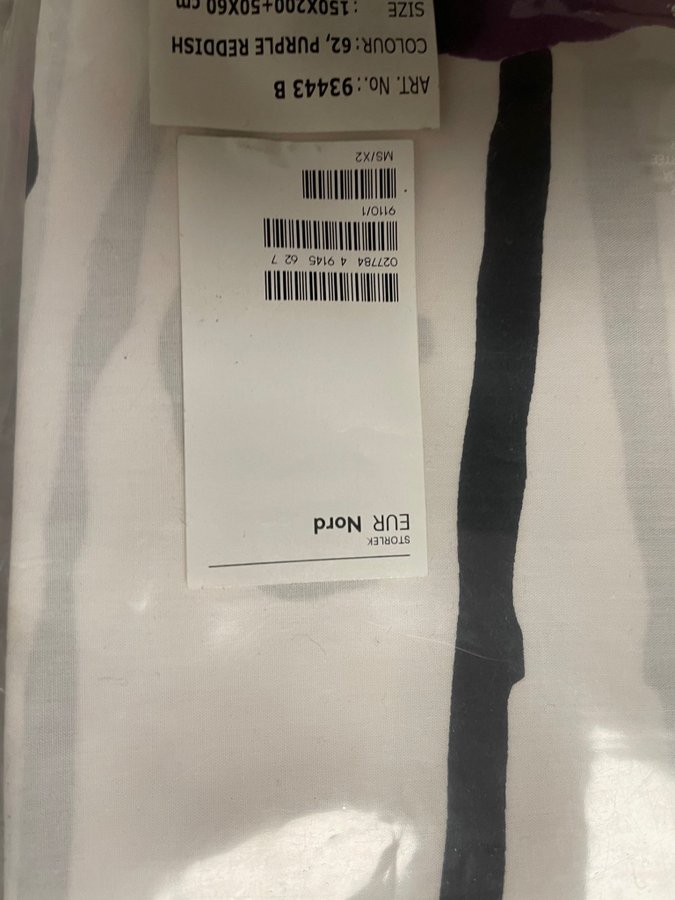 STORLEK
EUR Nord
027784 4 9145 62 7
9110/1
MS/X2
ART. No.: 93443 B
COLOUR: 62, PURPLE REDDISH
SIZE : 150X200+50X60 cm